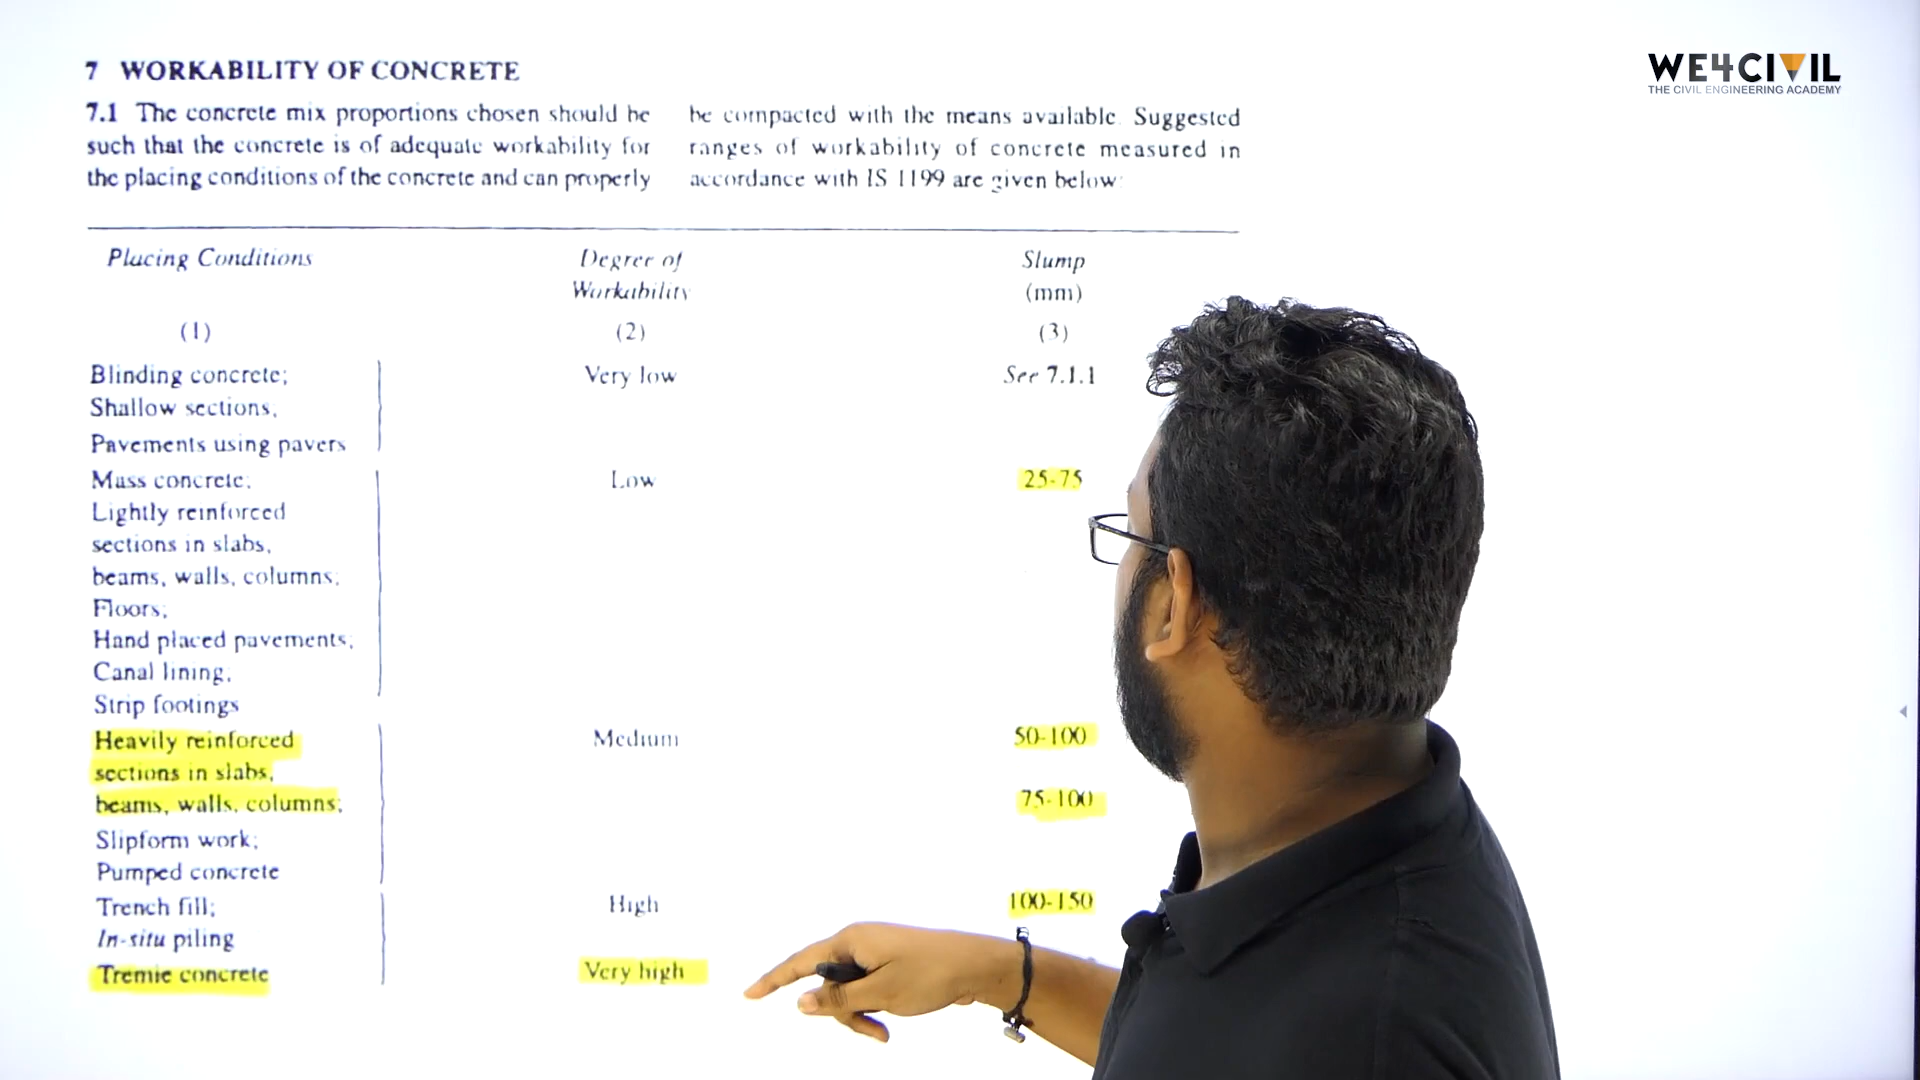 7 WORKABILITY OF CONCRETE
7.1 The concrete mix proportions chosen should be
such that the concrete is of adequate workability for
the placing conditions of the concrete and can properly
be compacted with the means available. Suggested
ranges of workability of concrete measured in
accordance with IS 1199 are given below:
Placing Conditions
Degree of
Workability
Slump
(mm)
(1)
(2)
(3)
Blinding concrete;
Very low
See 7.1.1
Shallow sections,
Pavements using pavers
Mass concrete;
Low
25-75
Lightly reinforced
sections in slabs,
beams, walls, columns;
Floors;
Hand placed pavements;
Canal lining;
Strip footings
Heavily reinforced
Medium
50-100
sections in slabs,
beams, walls, columns;
75-100
Slipform work;
Pumped concrete
Trench fill;
High
100-150
In-situ piling
Tremie concrete
Very high
WE4CIVIL
THE CIVIL ENGINEERING ACADEMY